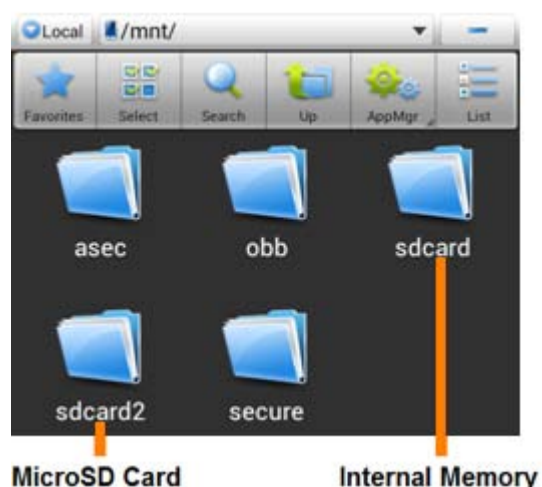 Local /mnt/
Favorites Select Search Up AppMgr List
asec obb sdcard
sdcard2 secure
MicroSD Card Internal Memory